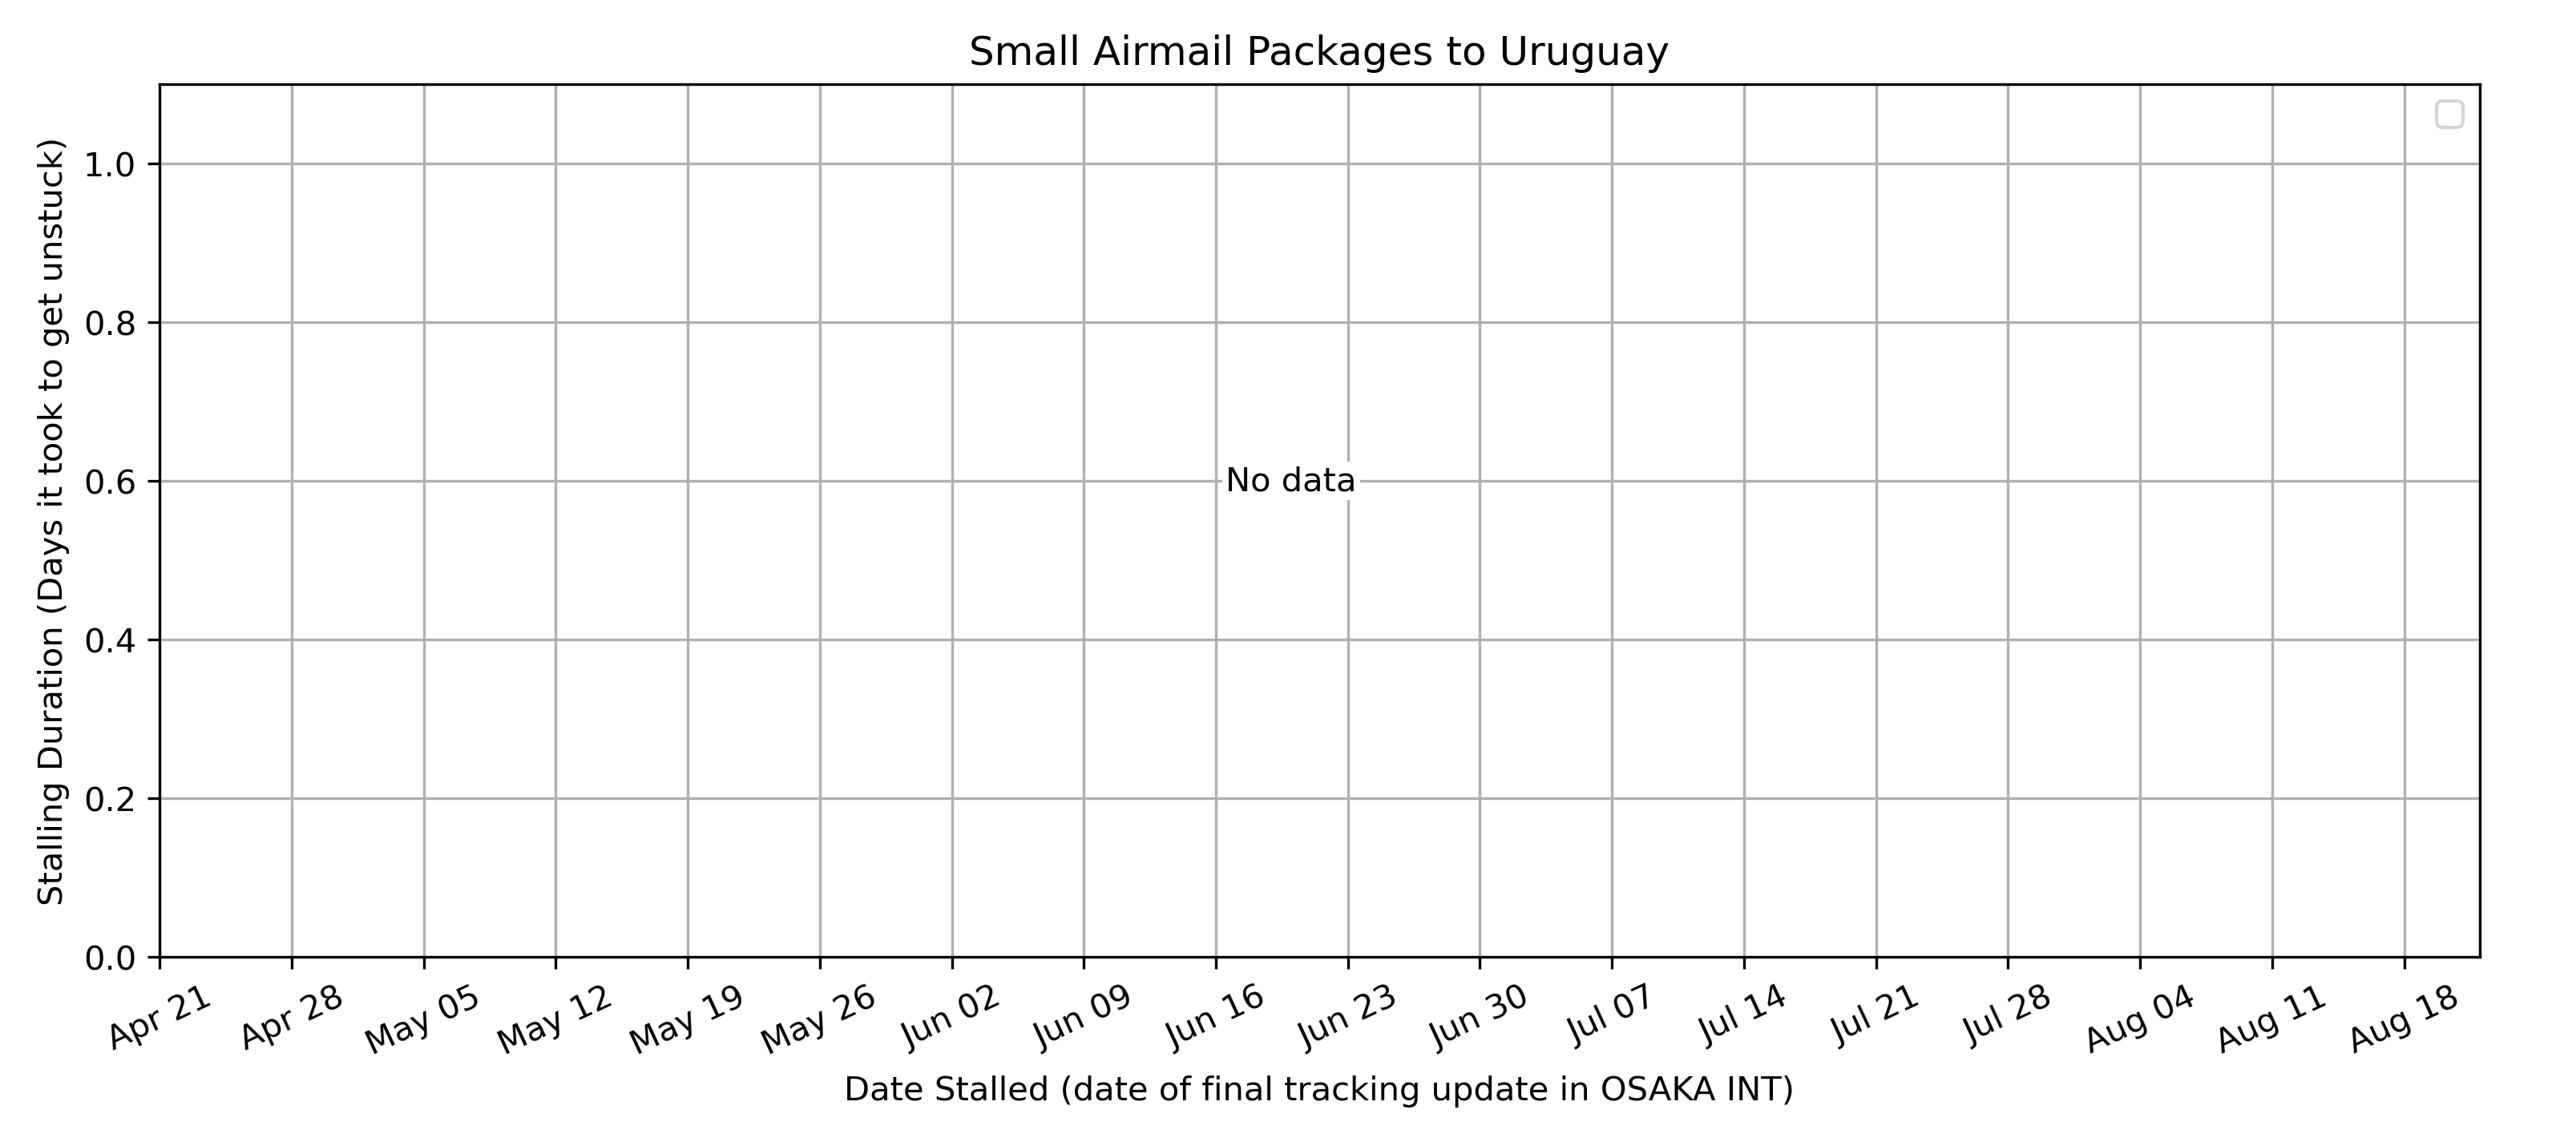 Small Airmail Packages to Uruguay
Stalling Duration (Days it took to get unstuck)
1.0
0.8
0.6
0.4
0.2
0.0
No data
Apr 21 Apr 28 May 05 May 12 May 19 May 26 Jun 02 Jun 09 Jun 16 Jun 23 Jun 30 Jul 07 Jul 14 Jul 21 Jul 28 Aug 04 Aug 11 Aug 18
Date Stalled (date of final tracking update in OSAKA INT)